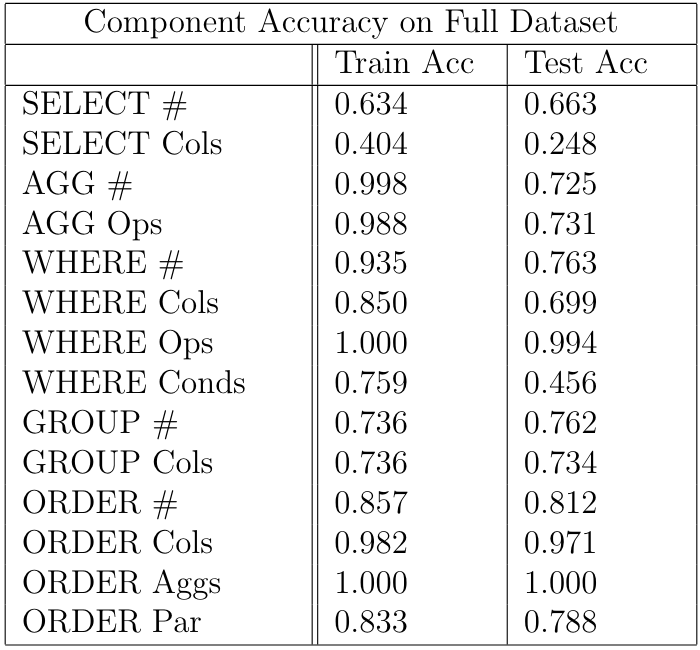 Component Accuracy on Full Dataset
Train Acc Test Acc
SELECT # 0.634 0.663
SELECT Cols 0.404 0.248
AGG # 0.998 0.725
AGG Ops 0.988 0.731
WHERE # 0.935 0.763
WHERE Cols 0.850 0.699
WHERE Ops 1.000 0.994
WHERE Conds 0.759 0.456
GROUP # 0.736 0.762
GROUP Cols 0.736 0.734
ORDER # 0.857 0.812
ORDER Cols 0.982 0.971
ORDER Aggs 1.000 1.000
ORDER Par 0.833 0.788